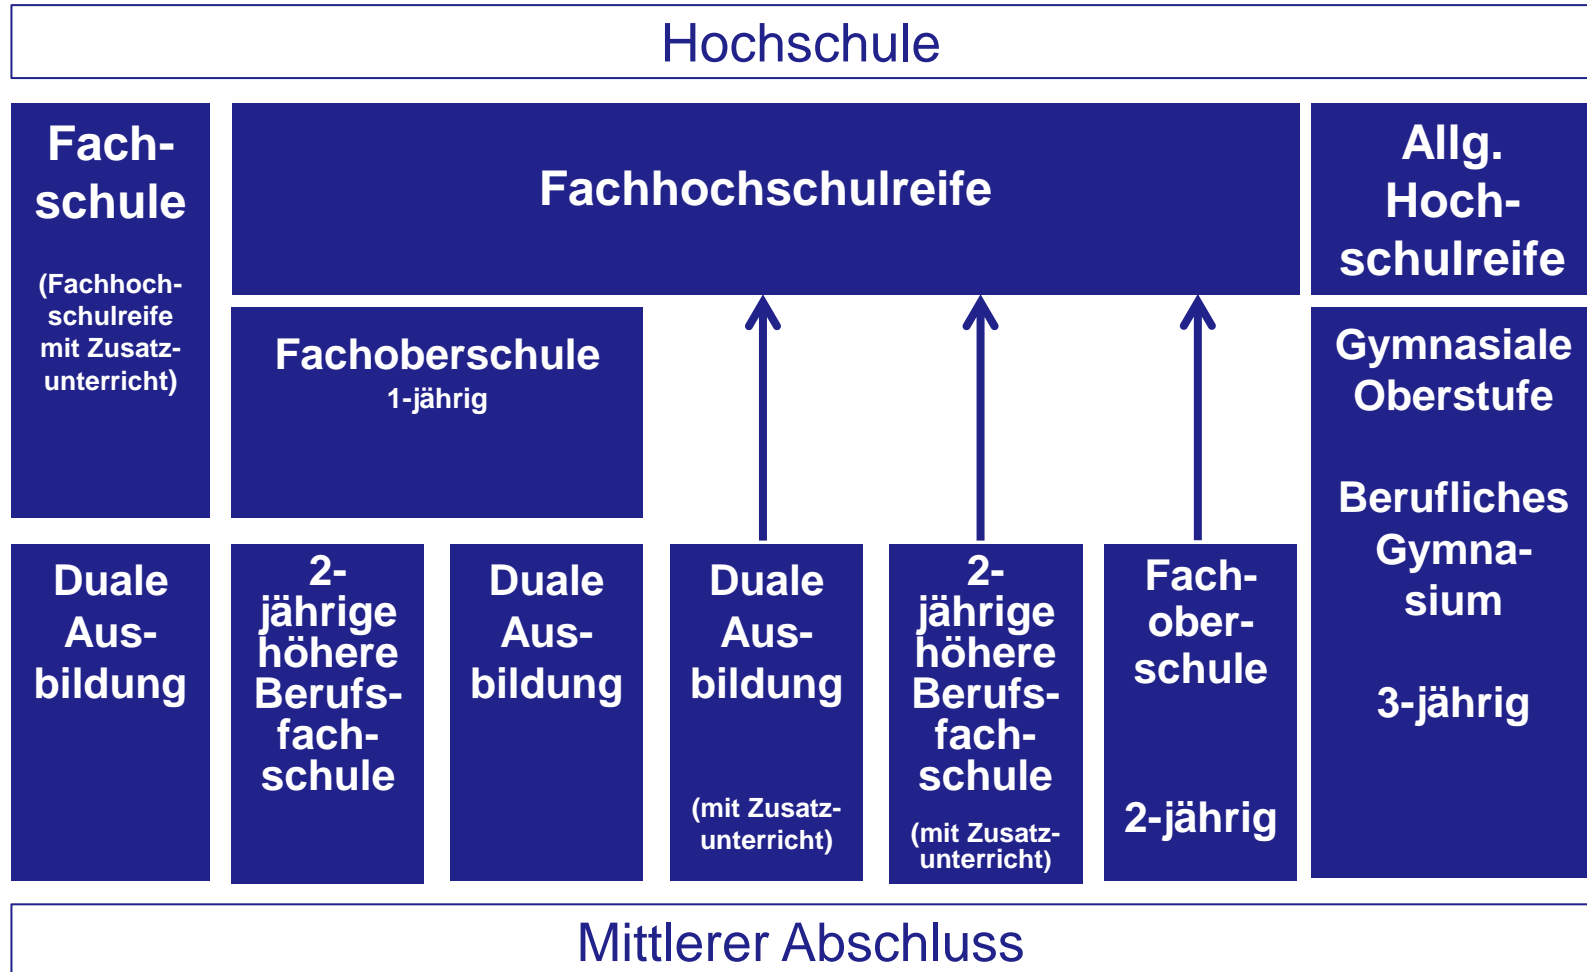 Hochschule
Fach-
schule
(Fachhoch-
schulreife
mit Zusatz-
unterricht)
Fachhochschulreife
Allg.
Hoch-
schulreife
Fachoberschule
1-jährig
Gymnasiale
Oberstufe
Berufliches
Gymna-
sium
3-jährig
Duale
Aus-
bildung
2-
jährige
höhere
Berufs-
fach-
schule
Duale
Aus-
bildung
Duale
Aus-
bildung
(mit Zusatz-
unterricht)
2-
jährige
höhere
Berufs-
fach-
schule
(mit Zusatz-
unterricht)
Fach-
ober-
schule
2-jährig
Mittlerer Abschluss